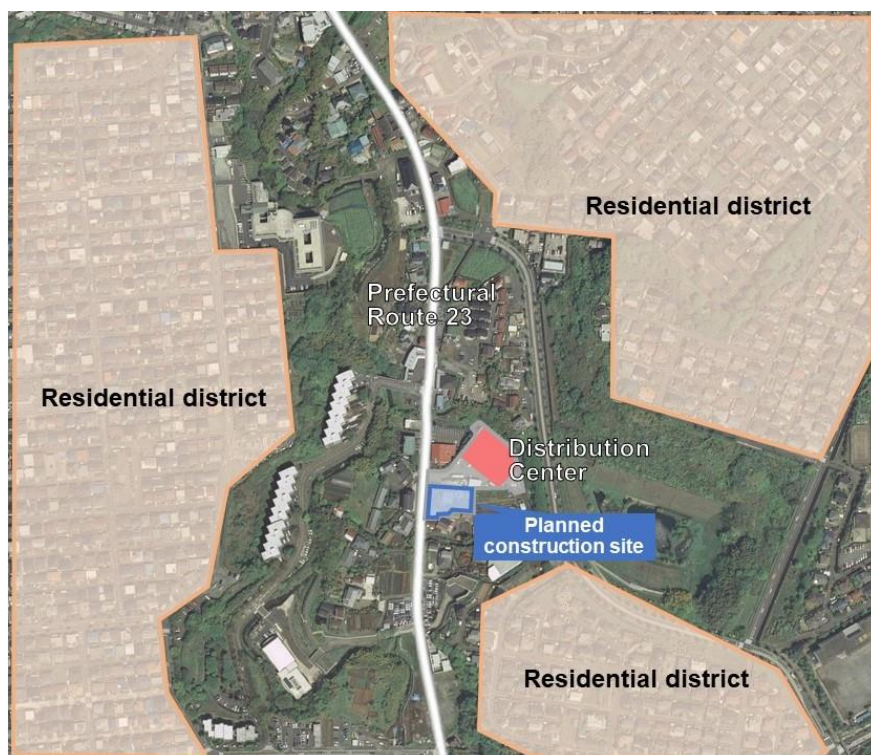 Residential district
Prefectural
Route 23
Residential district
Distribution
Center
Planned
construction site
Residential district